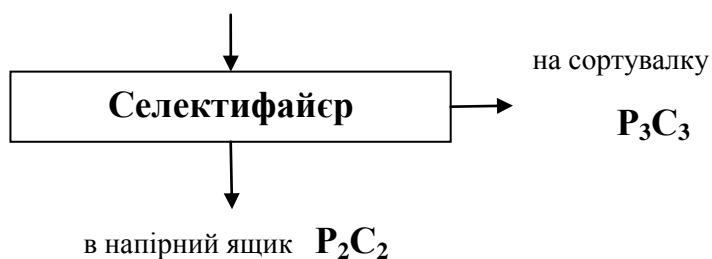 на сортувалку
Селектифайєр
P₃C₃
в напірний ящик P₂C₂